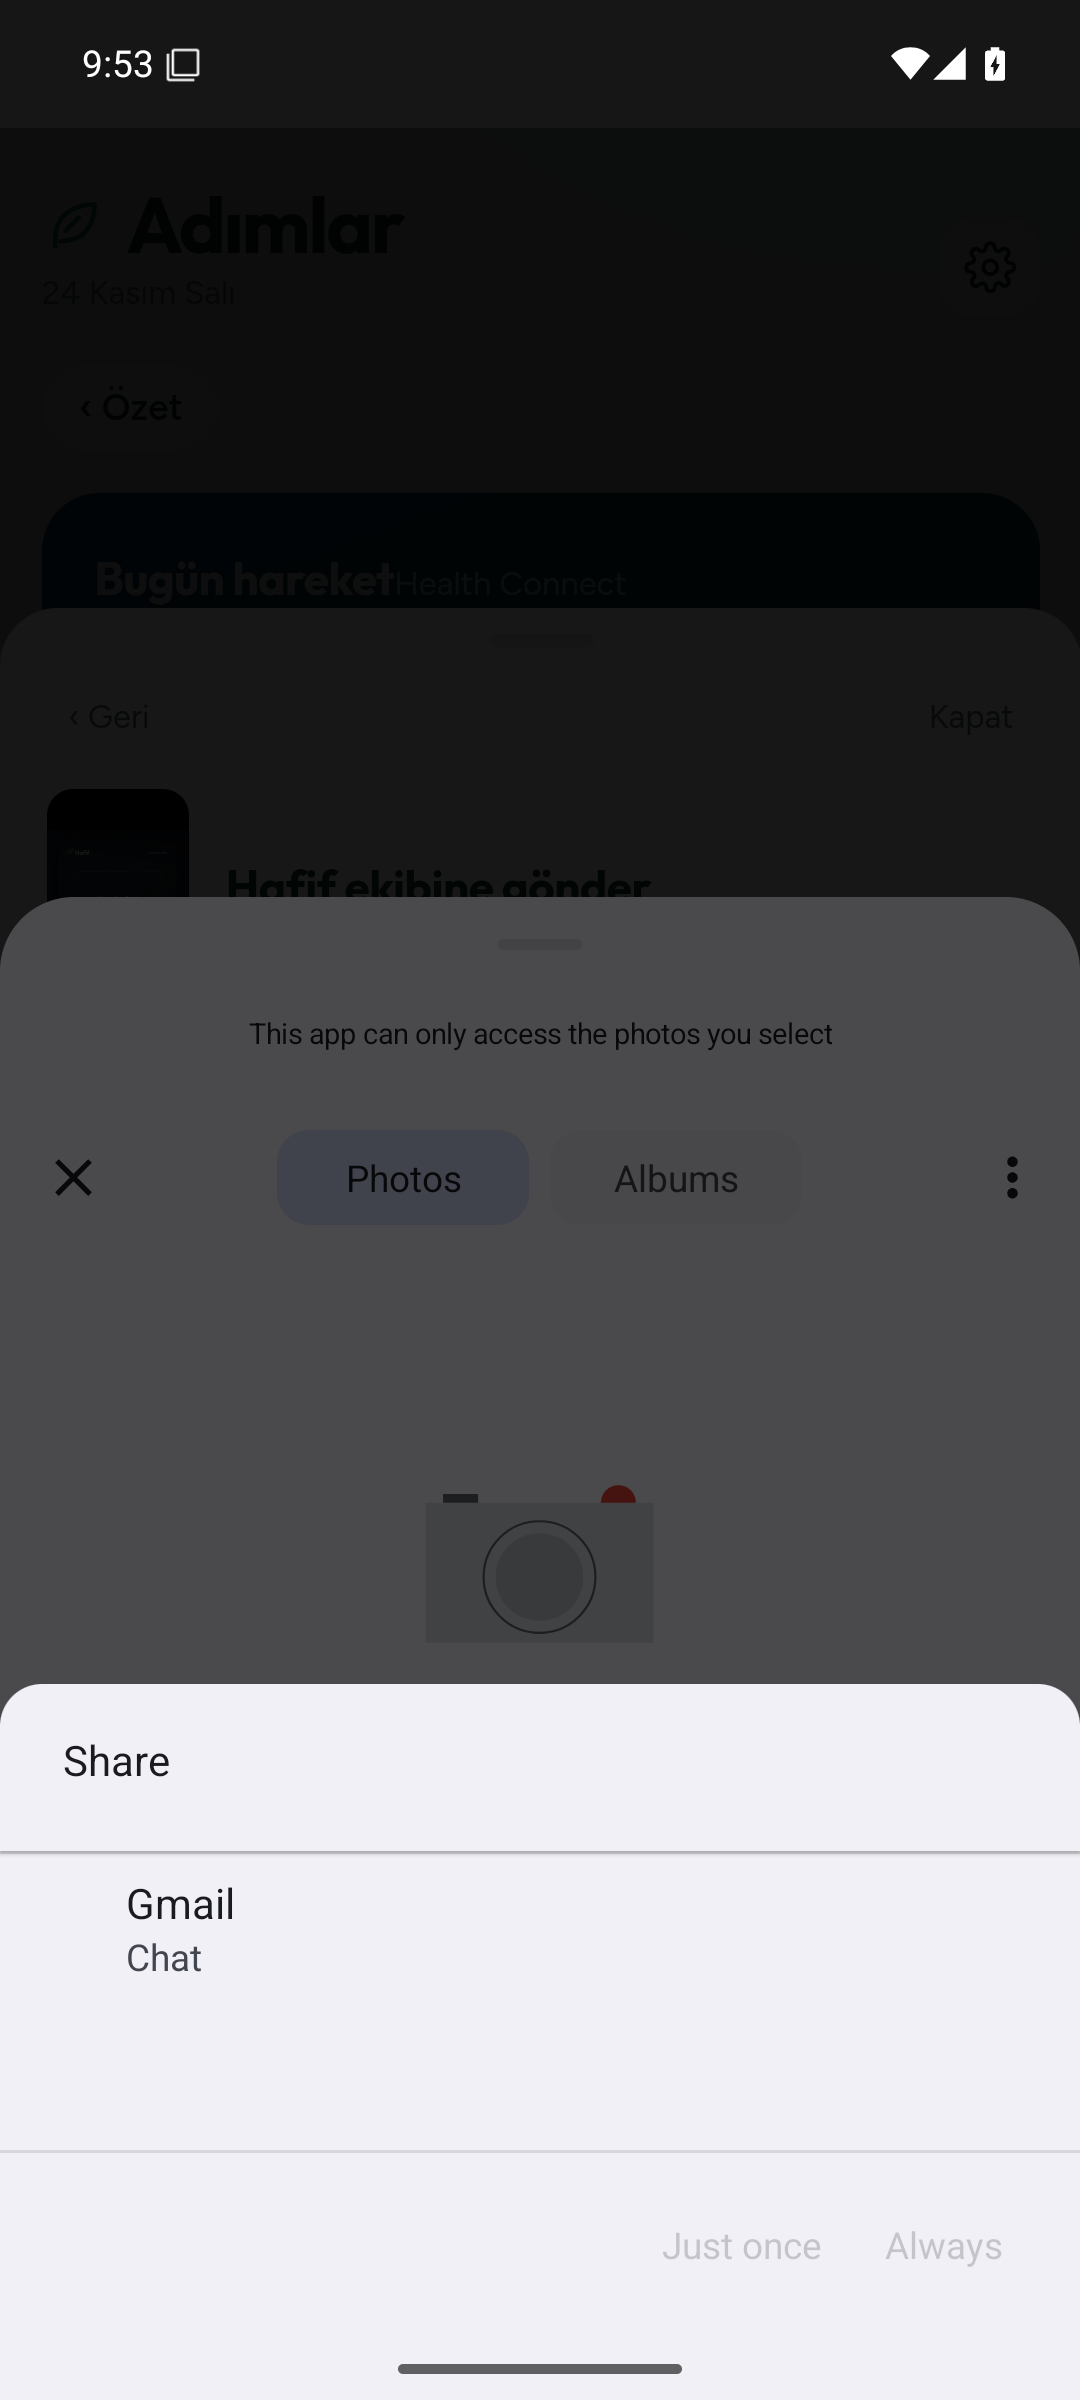 9:53
Adımlar
24 Kasım Salı
‹ Özet
Bugün hareket Health Connect
‹ Geri
Kapat
Hafif ekibine gönder
This app can only access the photos you select
Photos
Albums
Share
Gmail
Chat
Just once
Always